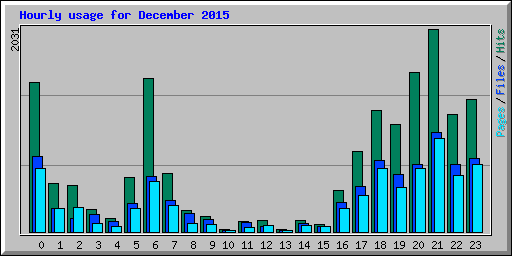 Hourly usage for December 2015
2031
Pages/Files/Hits
0 1 2 3 4 5 6 7 8 9 10 11 12 13 14 15 16 17 18 19 20 21 22 23